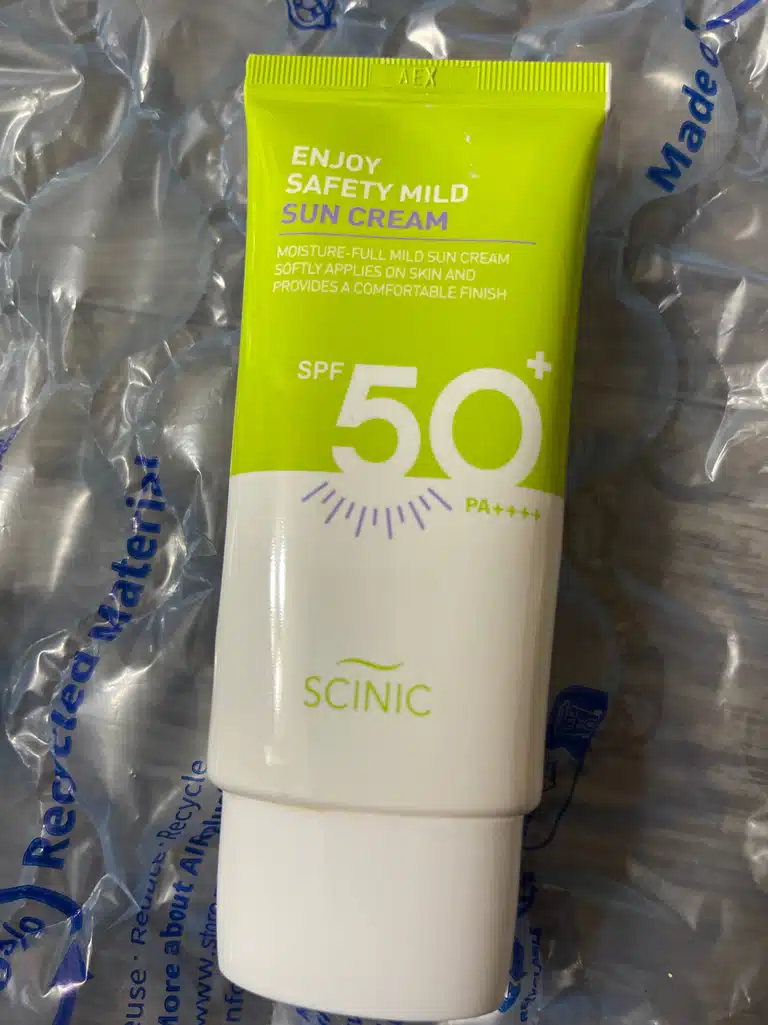 AEX
ENJOY
SAFETY MILD
SUN CREAM
MOISTURE-FULL MILD SUN CREAM
SOFTLY APPLIES ON SKIN AND
PROVIDES A COMFORTABLE FINISH
SPF 50+
PA++++
SCINIC
Made
Recycled Material
Reduce · Recycle
More about
www.